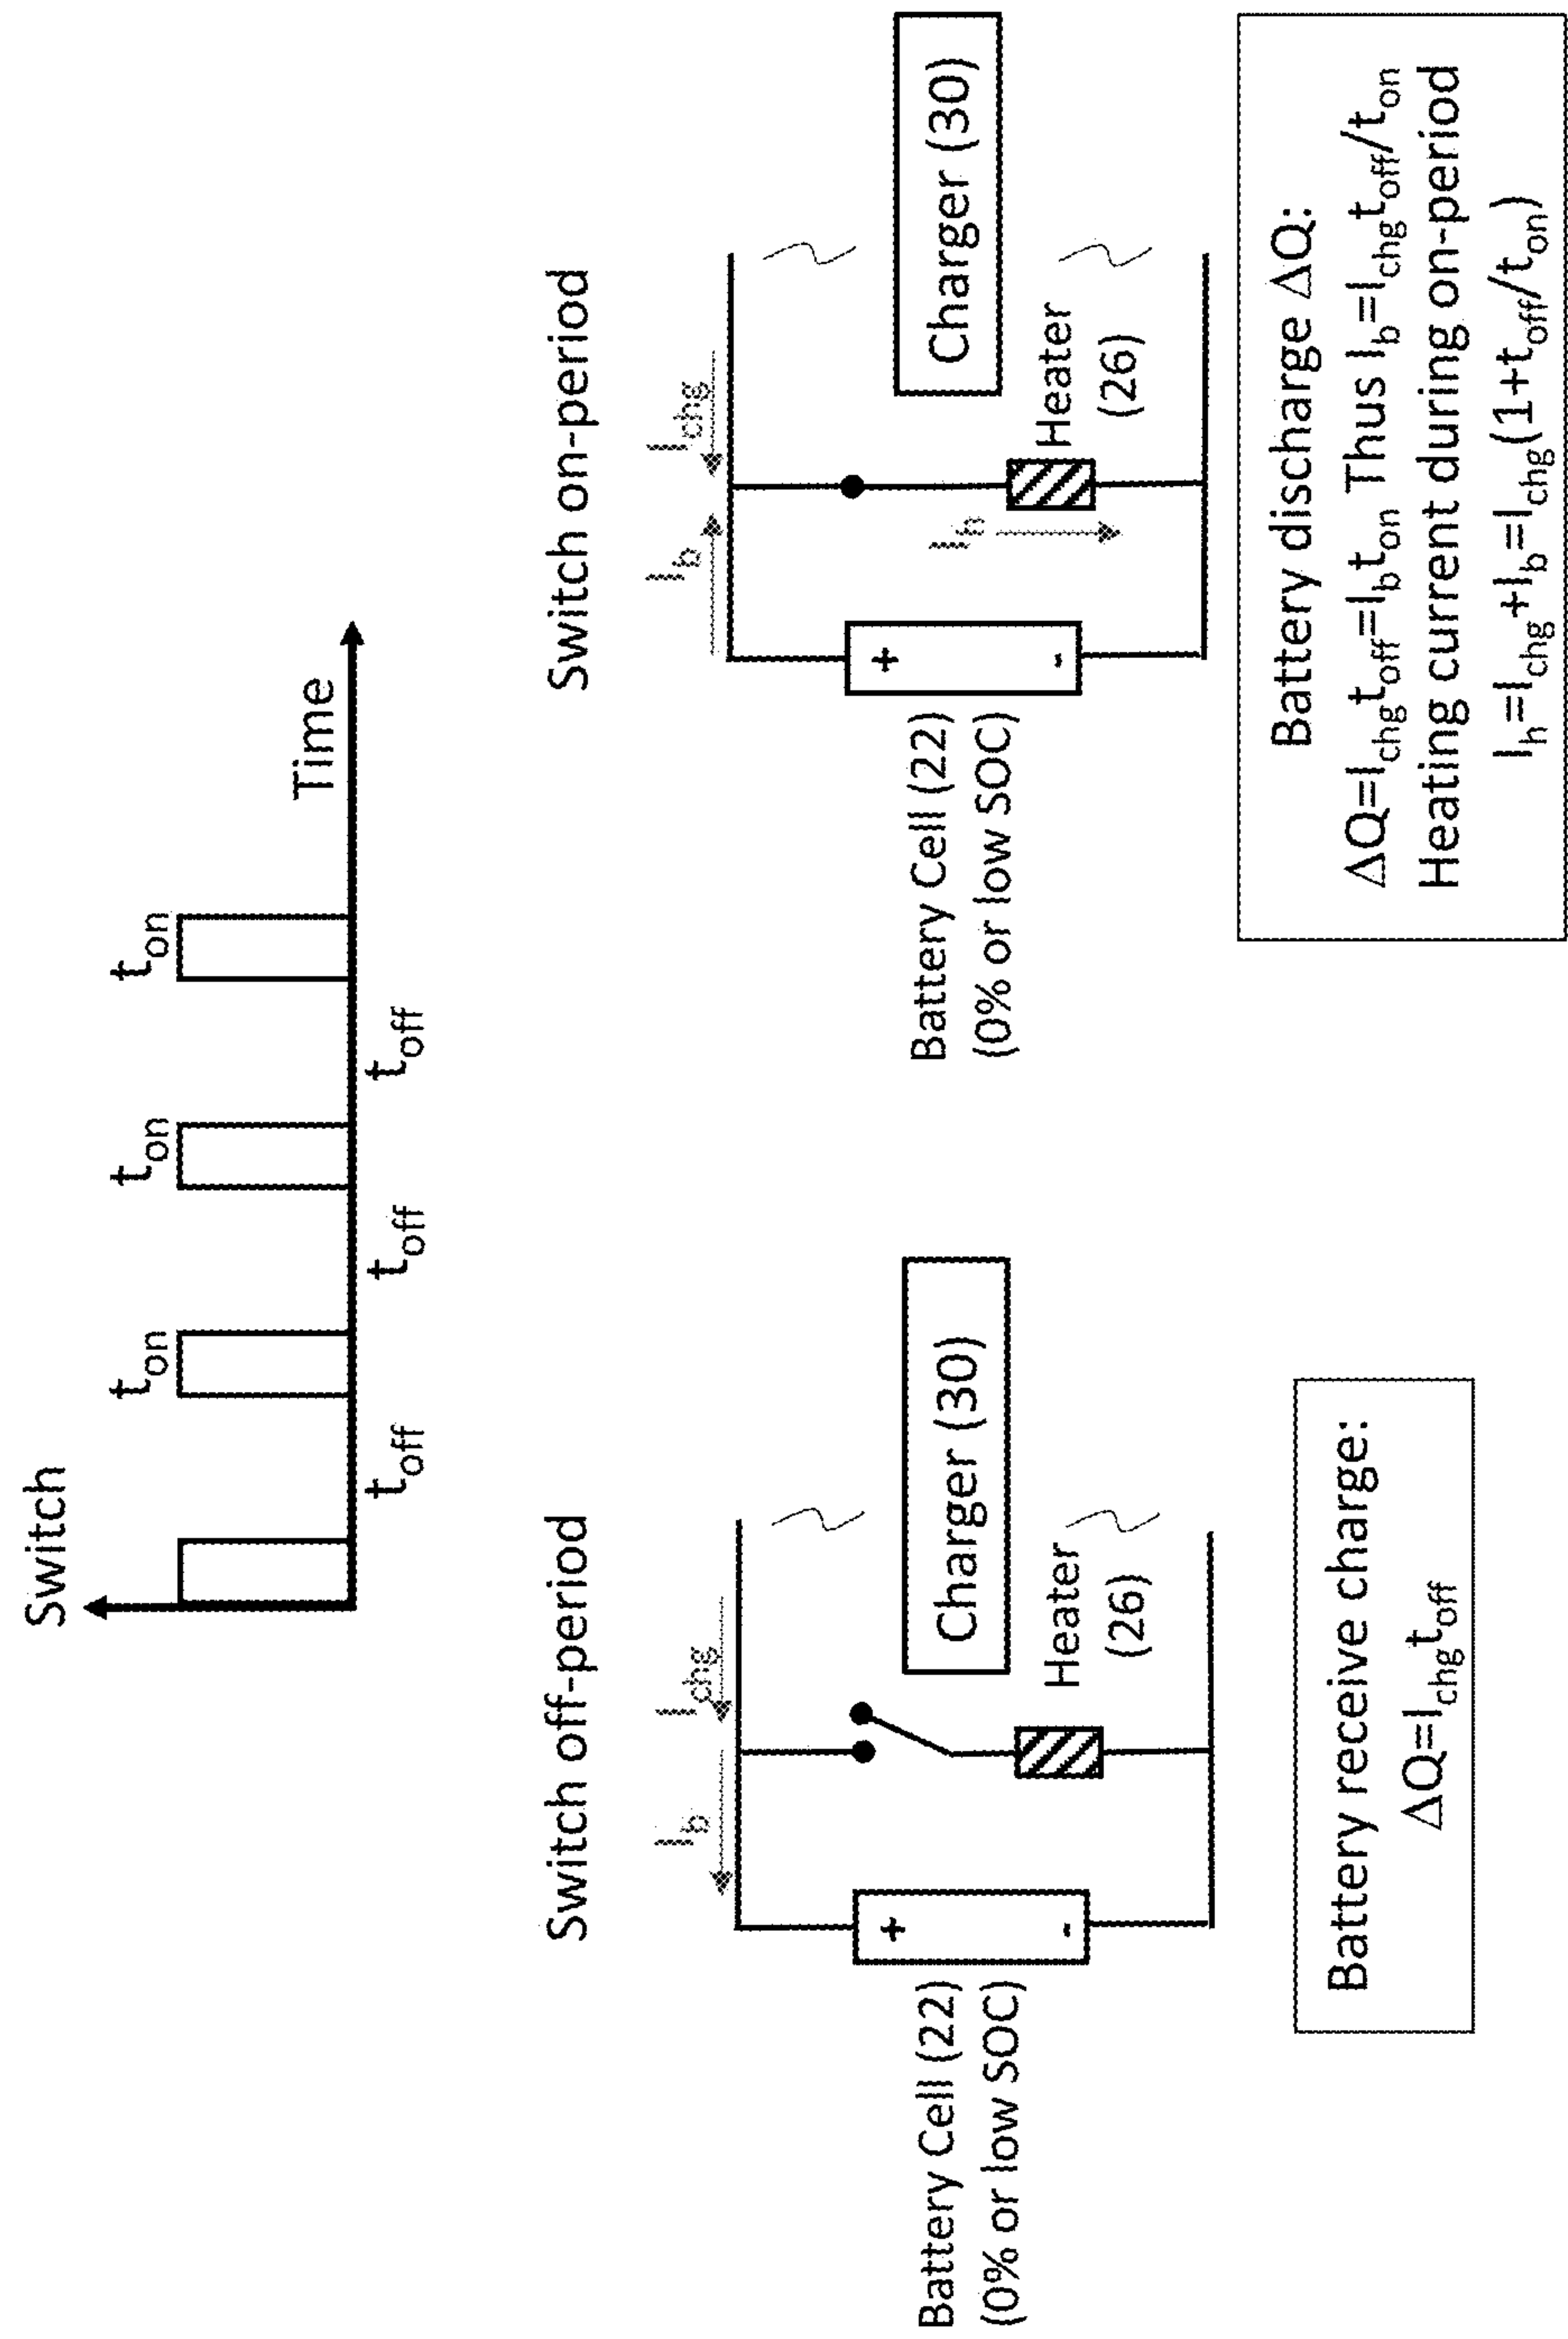 Switch
t_on
t_on
t_on
t_off
t_off
t_off
Time
Switch off-period
I_b
I_chg
Battery Cell (22)
(0% or low SOC)
+
-
Charger (30)
Heater
(26)
Battery receive charge:
ΔQ=I_chg t_off
Switch on-period
I_b
I_chg
I_h
Battery Cell (22)
(0% or low SOC)
+
-
Charger (30)
Heater
(26)
Battery discharge ΔQ:
ΔQ=I_chg t_off=I_b t_on Thus I_b=I_chg t_off/t_on
Heating current during on-period
I_h=I_chg+I_b=I_chg(1+t_off/t_on)